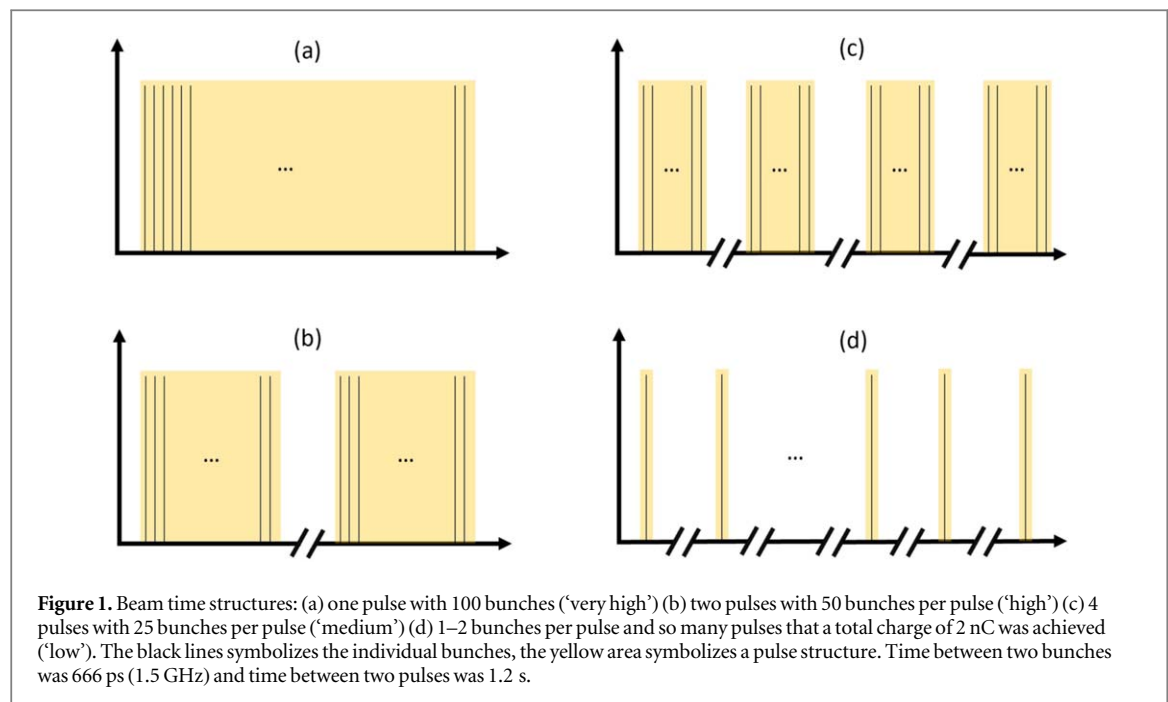 (a)
...
(c)
...
...
...
...
(b)
...
...
(d)
...
Figure 1. Beam time structures: (a) one pulse with 100 bunches (‘very high’) (b) two pulses with 50 bunches per pulse (‘high’) (c) 4
pulses with 25 bunches per pulse (‘medium’) (d) 1–2 bunches per pulse and so many pulses that a total charge of 2 nC was achieved
(‘low’). The black lines symbolizes the individual bunches, the yellow area symbolizes a pulse structure. Time between two bunches
was 666 ps (1.5 GHz) and time between two pulses was 1.2 s.